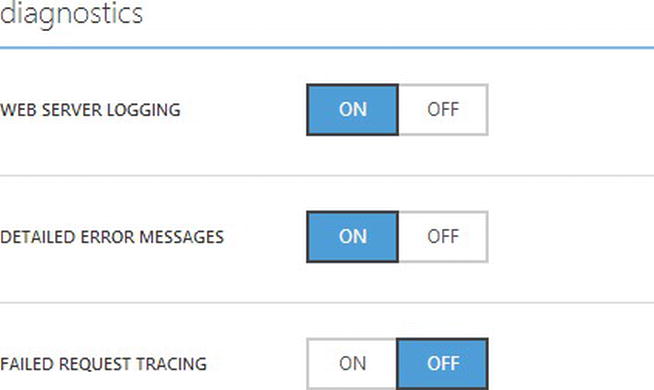 diagnostics
WEB SERVER LOGGING ON OFF
DETAILED ERROR MESSAGES ON OFF
FAILED REQUEST TRACING ON OFF